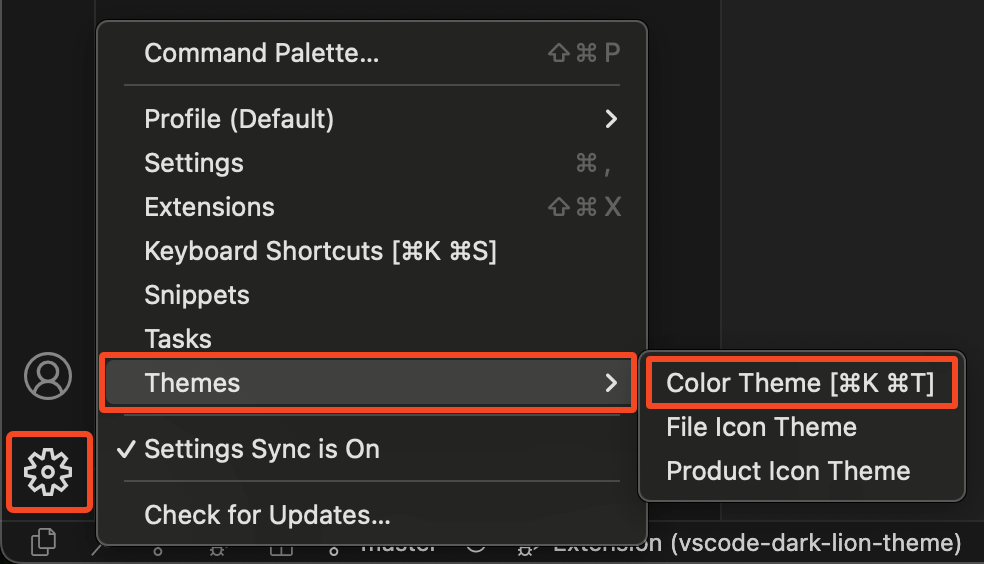 Command Palette... ⇧⌘P
Profile (Default)
Settings ⌘,
Extensions ⇧⌘X
Keyboard Shortcuts [⌘K ⌘S]
Snippets
Tasks
Themes
Color Theme [⌘K ⌘T]
File Icon Theme
Product Icon Theme
✓ Settings Sync is On
Check for Updates...
master
Extension (vscode-dark-lion-theme)